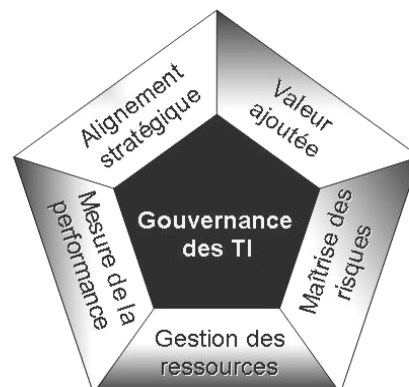 Alignement
stratégique
Valeur
ajoutée
Mesure de la
performance
Gouvernance
des TI
Maîtrise des
risques
Gestion des
ressources